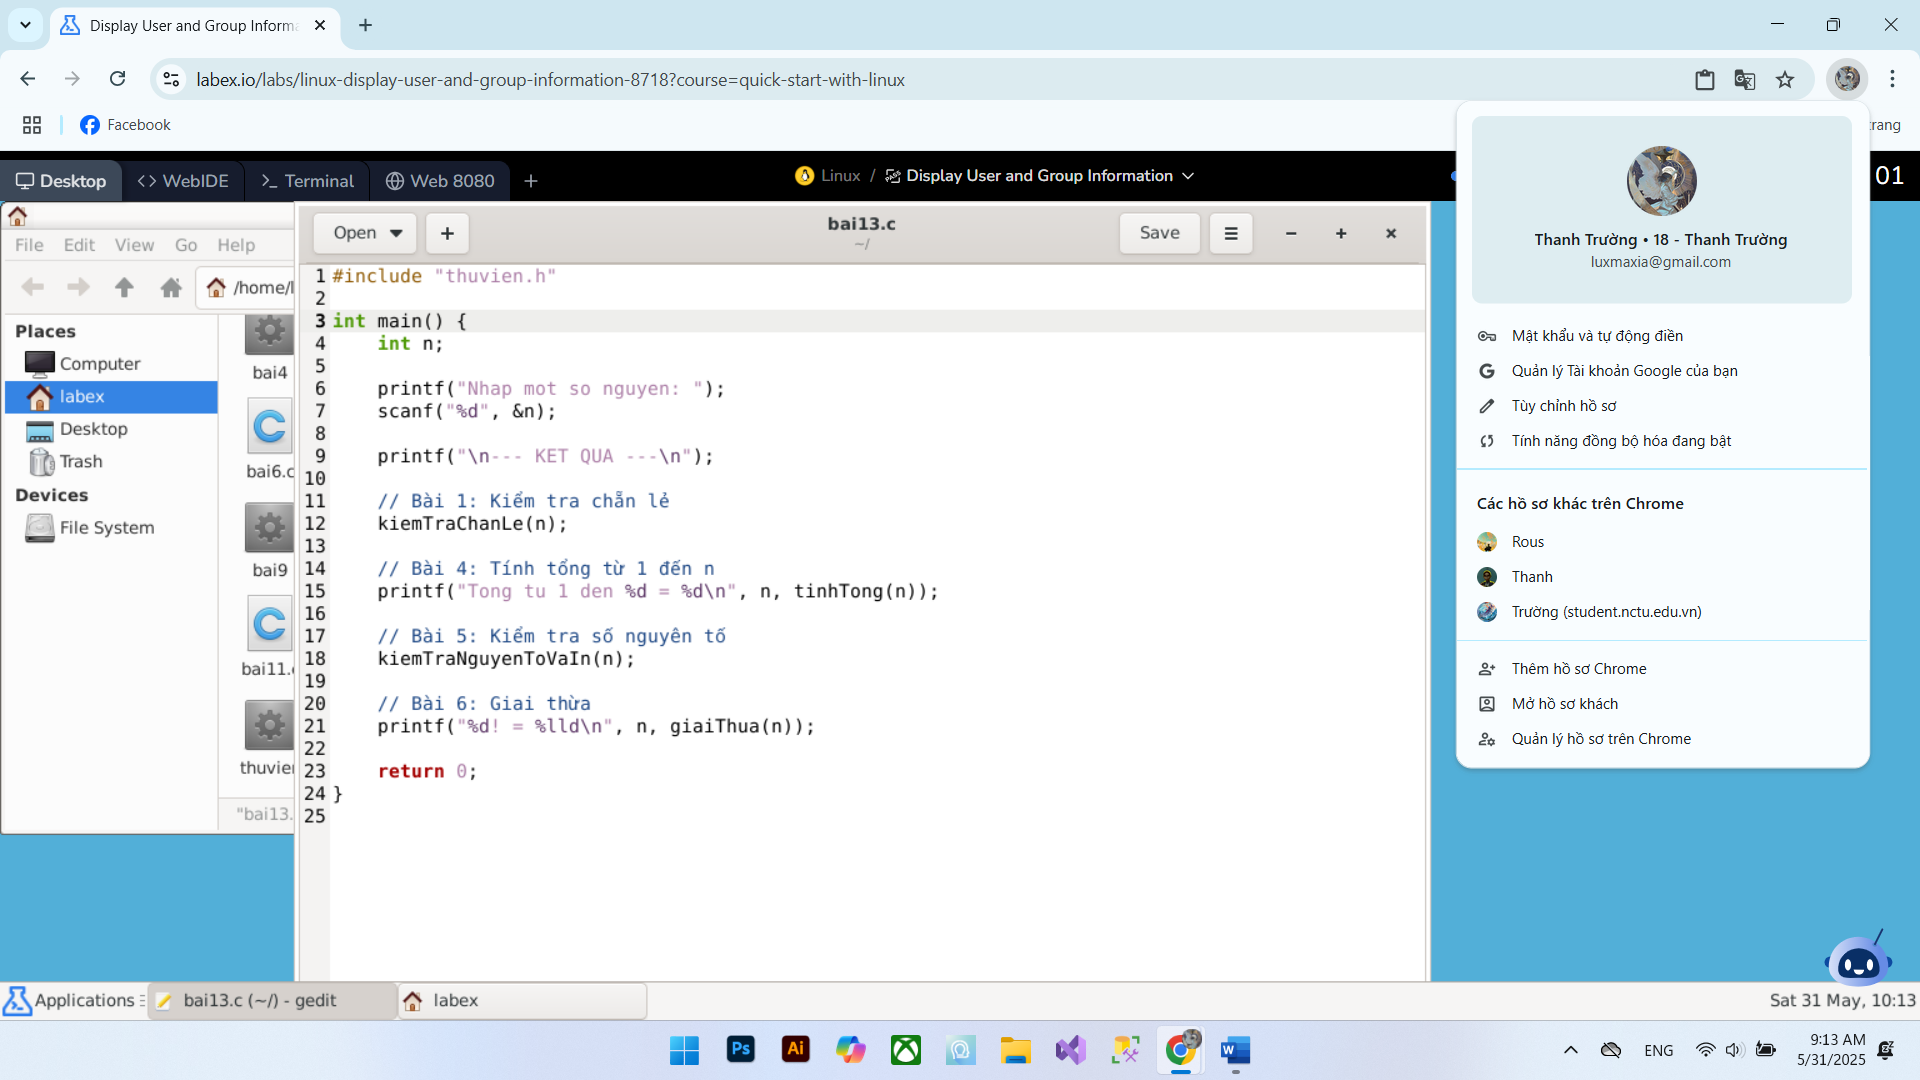 Display User and Group Informa
labex.io/labs/linux-display-user-and-group-information-8718?course=quick-start-with-linux
Facebook
trang
Desktop
WebIDE
Terminal
Web 8080
Linux / Display User and Group Information
01
File Edit View Go Help
/home/l
Places
Computer
labex
Desktop
Trash
Devices
File System
bai4
bai6.c
bai9
bai11.c
thuvien
"bai13.
Open
bai13.c
~/
Save
1 #include "thuvien.h"
2
3 int main() {
4 int n;
5
6 printf("Nhap mot so nguyen: ");
7 scanf("%d", &n);
8
9 printf("\n--- KET QUA ---\n");
10
11 // Bài 1: Kiểm tra chẵn lẻ
12 kiemTraChanLe(n);
13
14 // Bài 4: Tính tổng từ 1 đến n
15 printf("Tong tu 1 den %d = %d\n", n, tinhTong(n));
16
17 // Bài 5: Kiểm tra số nguyên tố
18 kiemTraNguyenToVaIn(n);
19
20 // Bài 6: Giai thừa
21 printf("%d! = %lld\n", n, giaiThua(n));
22
23 return 0;
24 }
25
Thanh Trường • 18 - Thanh Trường
luxmaxia@gmail.com
Mật khẩu và tự động điền
Quản lý Tài khoản Google của bạn
Tùy chỉnh hồ sơ
Tính năng đồng bộ hóa đang bật
Các hồ sơ khác trên Chrome
Rous
Thanh
Trường (student.nctu.edu.vn)
Thêm hồ sơ Chrome
Mở hồ sơ khách
Quản lý hồ sơ trên Chrome
Applications
bai13.c (~/) - gedit
labex
Sat 31 May, 10:13
Ps
Ai
W
ENG
9:13 AM
5/31/2025